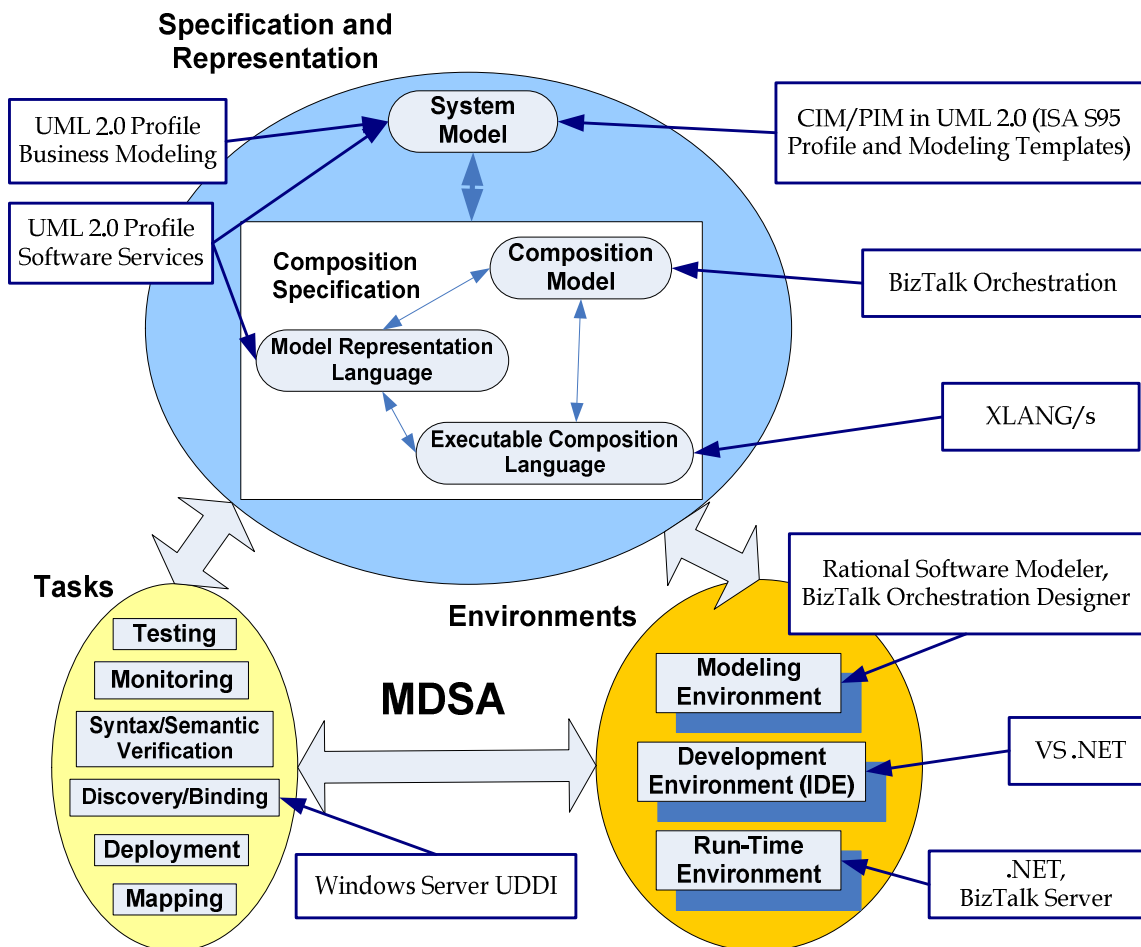 Specification and
Representation
System
Model
UML 2.0 Profile
Business Modeling
CIM/PIM in UML 2.0 (ISA S95
Profile and Modeling Templates)
UML 2.0 Profile
Software Services
Composition
Specification
Composition
Model
BizTalk Orchestration
Model Representation
Language
XLANG/s
Executable Composition
Language
Tasks
Testing
Monitoring
Syntax/Semantic
Verification
Discovery/Binding
Deployment
Mapping
Windows Server UDDI
MDSA
Environments
Rational Software Modeler,
BizTalk Orchestration Designer
Modeling
Environment
Development
Environment (IDE)
VS .NET
Run-Time
Environment
.NET,
BizTalk Server